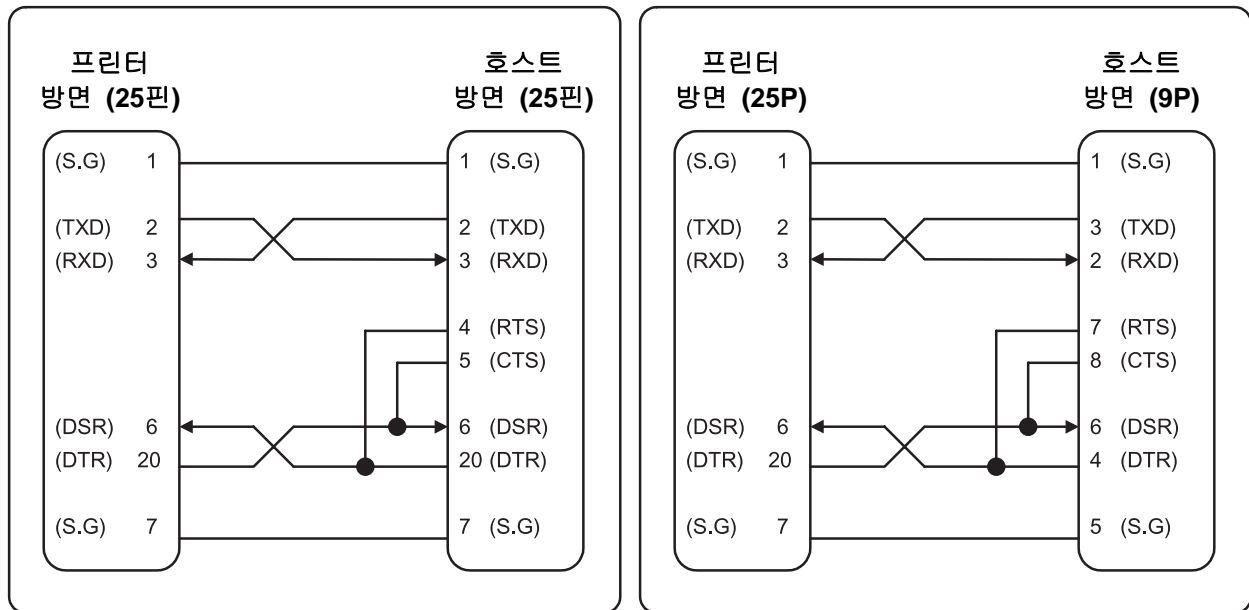 프린터
방면 (25핀)
호스트
방면 (25핀)
(S.G) 1
1 (S.G)
(TXD) 2
2 (TXD)
(RXD) 3
3 (RXD)
4 (RTS)
5 (CTS)
(DSR) 6
6 (DSR)
(DTR) 20
20 (DTR)
(S.G) 7
7 (S.G)
프린터
방면 (25P)
호스트
방면 (9P)
(S.G) 1
1 (S.G)
(TXD) 2
3 (TXD)
(RXD) 3
2 (RXD)
7 (RTS)
8 (CTS)
(DSR) 6
6 (DSR)
(DTR) 20
4 (DTR)
(S.G) 7
5 (S.G)